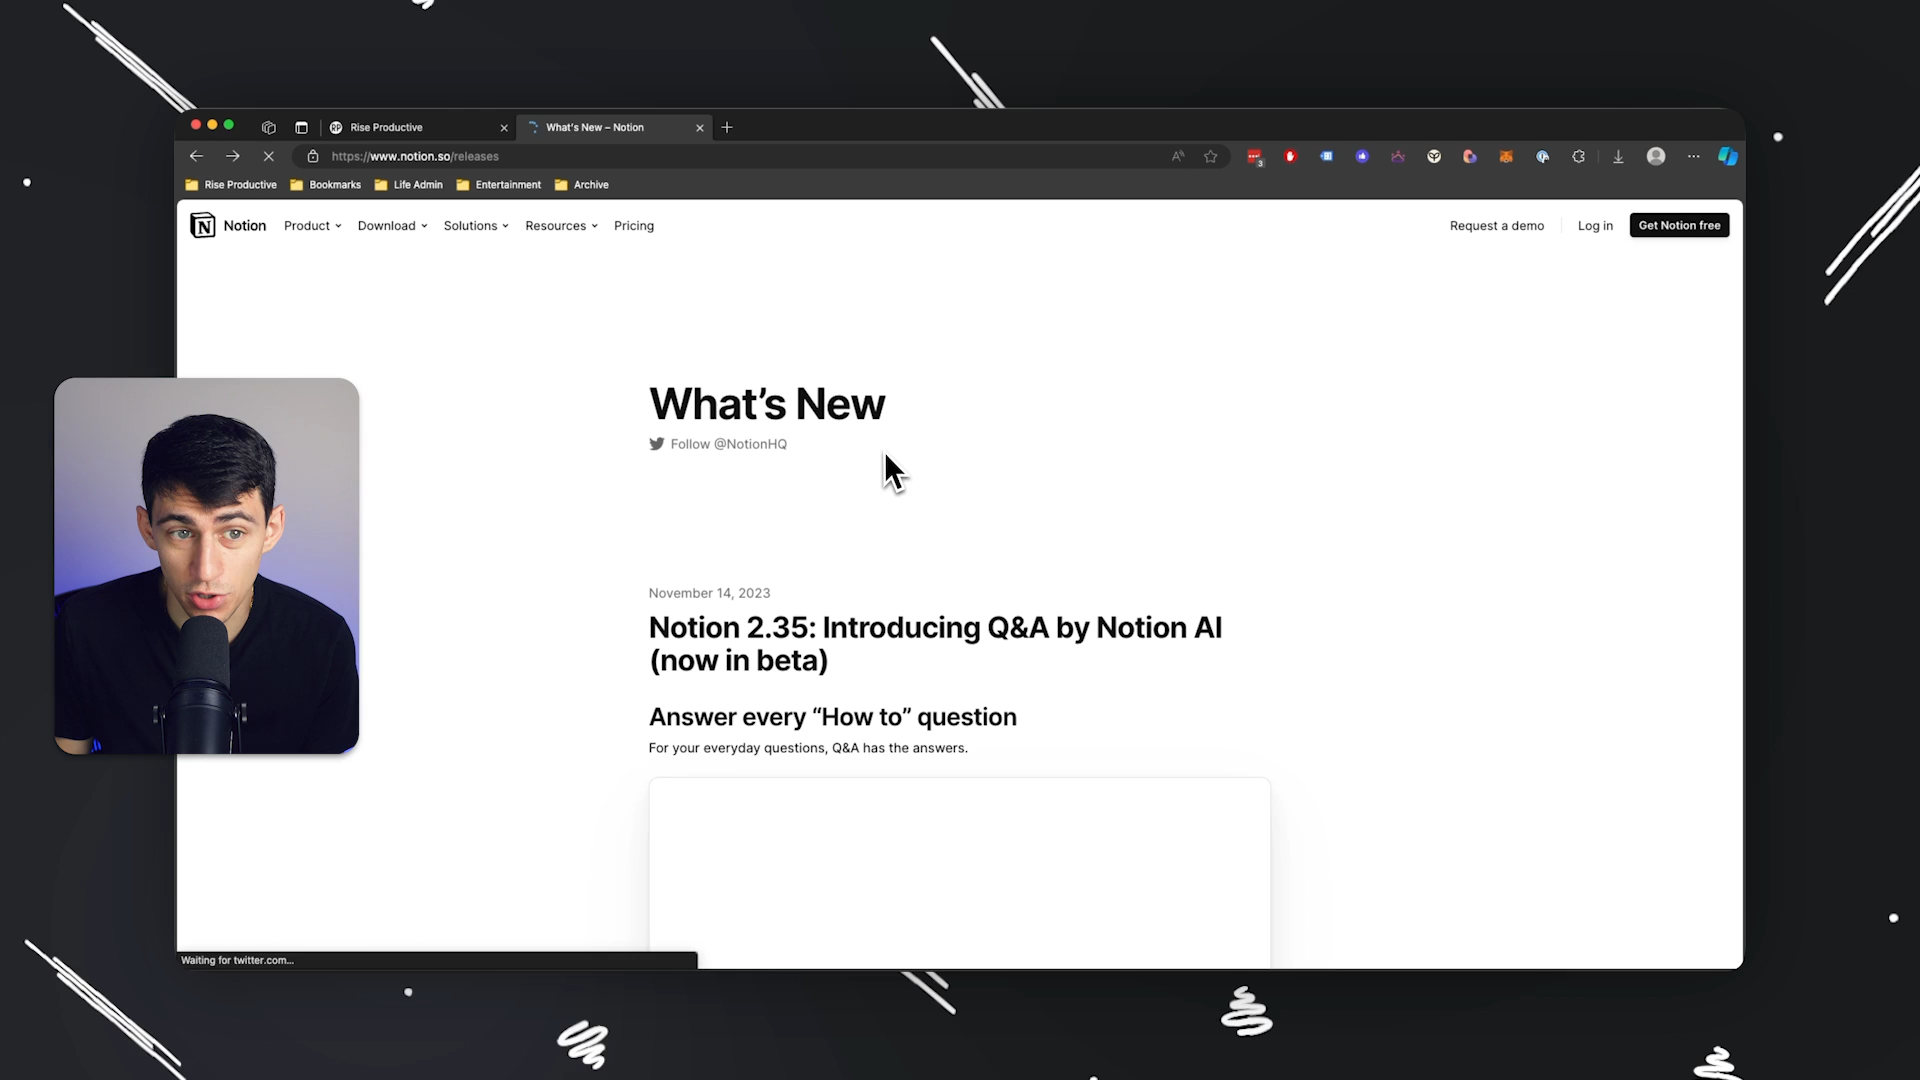 Rise Productive
What's New – Notion
https://www.notion.so/releases
3
Rise Productive
Bookmarks
Life Admin
Entertainment
Archive
Notion
Product
Download
Solutions
Resources
Pricing
Request a demo
Log in
Get Notion free
What's New
Follow @NotionHQ
November 14, 2023
Notion 2.35: Introducing Q&A by Notion AI
(now in beta)
Answer every “How to” question
For your everyday questions, Q&A has the answers.
Waiting for twitter.com...